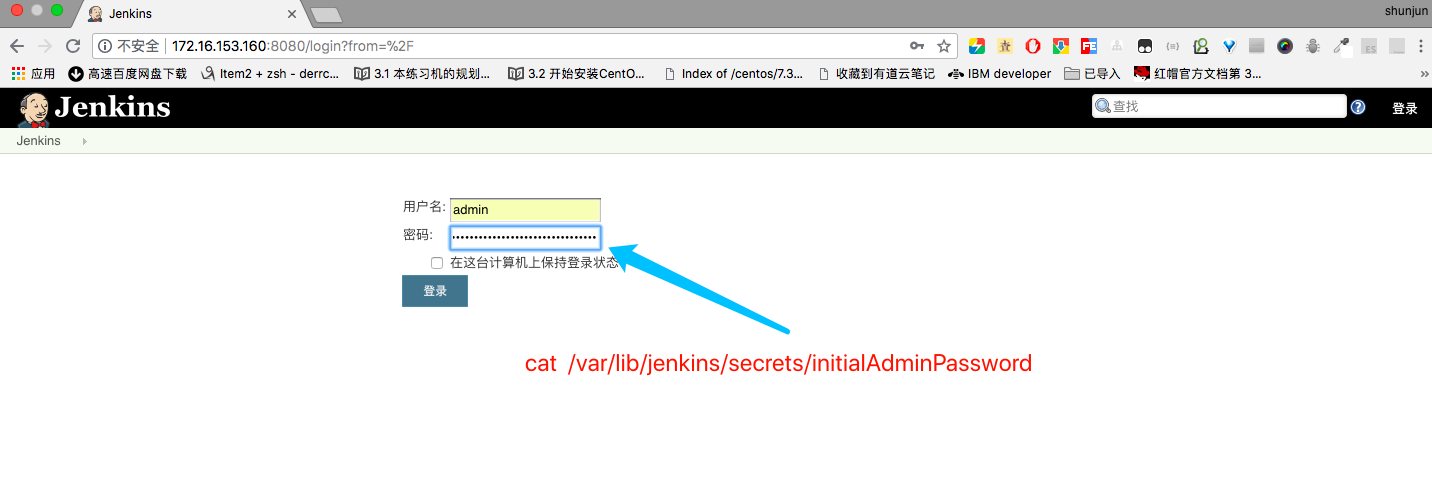 shunjun
Jenkins
不安全 172.16.153.160:8080/login?from=%2F
应用 高速百度网盘下载 Item2 + zsh - derrc... 3.1 本练习机的规划... 3.2 开始安装CentO... Index of /centos/7.3... 收藏到有道云笔记 IBM developer 已导入 红帽官方文档第 3... »
Jenkins 查找 登录
Jenkins
用户名: admin
密码: ••••••••••••••••••••••••••••••••
在这台计算机上保持登录状态
登录
cat /var/lib/jenkins/secrets/initialAdminPassword